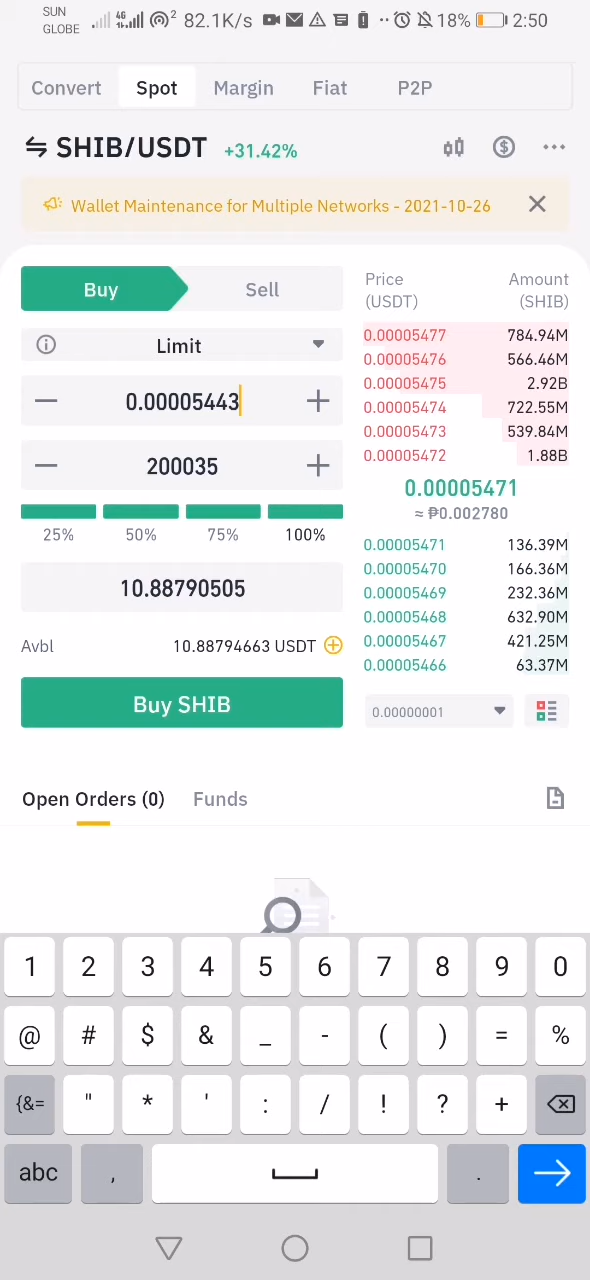 SUN
GLOBE 4G 2 82.1K/s 18% 2:50
Convert Spot Margin Fiat P2P
SHIB/USDT +31.42%
Wallet Maintenance for Multiple Networks - 2021-10-26
Buy Sell
Limit
0.00005443
200035
25% 50% 75% 100%
10.88790505
Avbl 10.88794663 USDT
Buy SHIB
Price Amount
(USDT) (SHIB)
0.00005477 784.94M
0.00005476 566.46M
0.00005475 2.92B
0.00005474 722.55M
0.00005473 539.84M
0.00005472 1.88B
0.00005471
≈ ₱0.002780
0.00005471 136.39M
0.00005470 166.36M
0.00005469 232.36M
0.00005468 632.90M
0.00005467 421.25M
0.00005466 63.37M
0.00000001
Open Orders (0) Funds
1 2 3 4 5 6 7 8 9 0
@ # $ & _ - ( ) = %
{&= " * ' : / ! ? +
abc , .